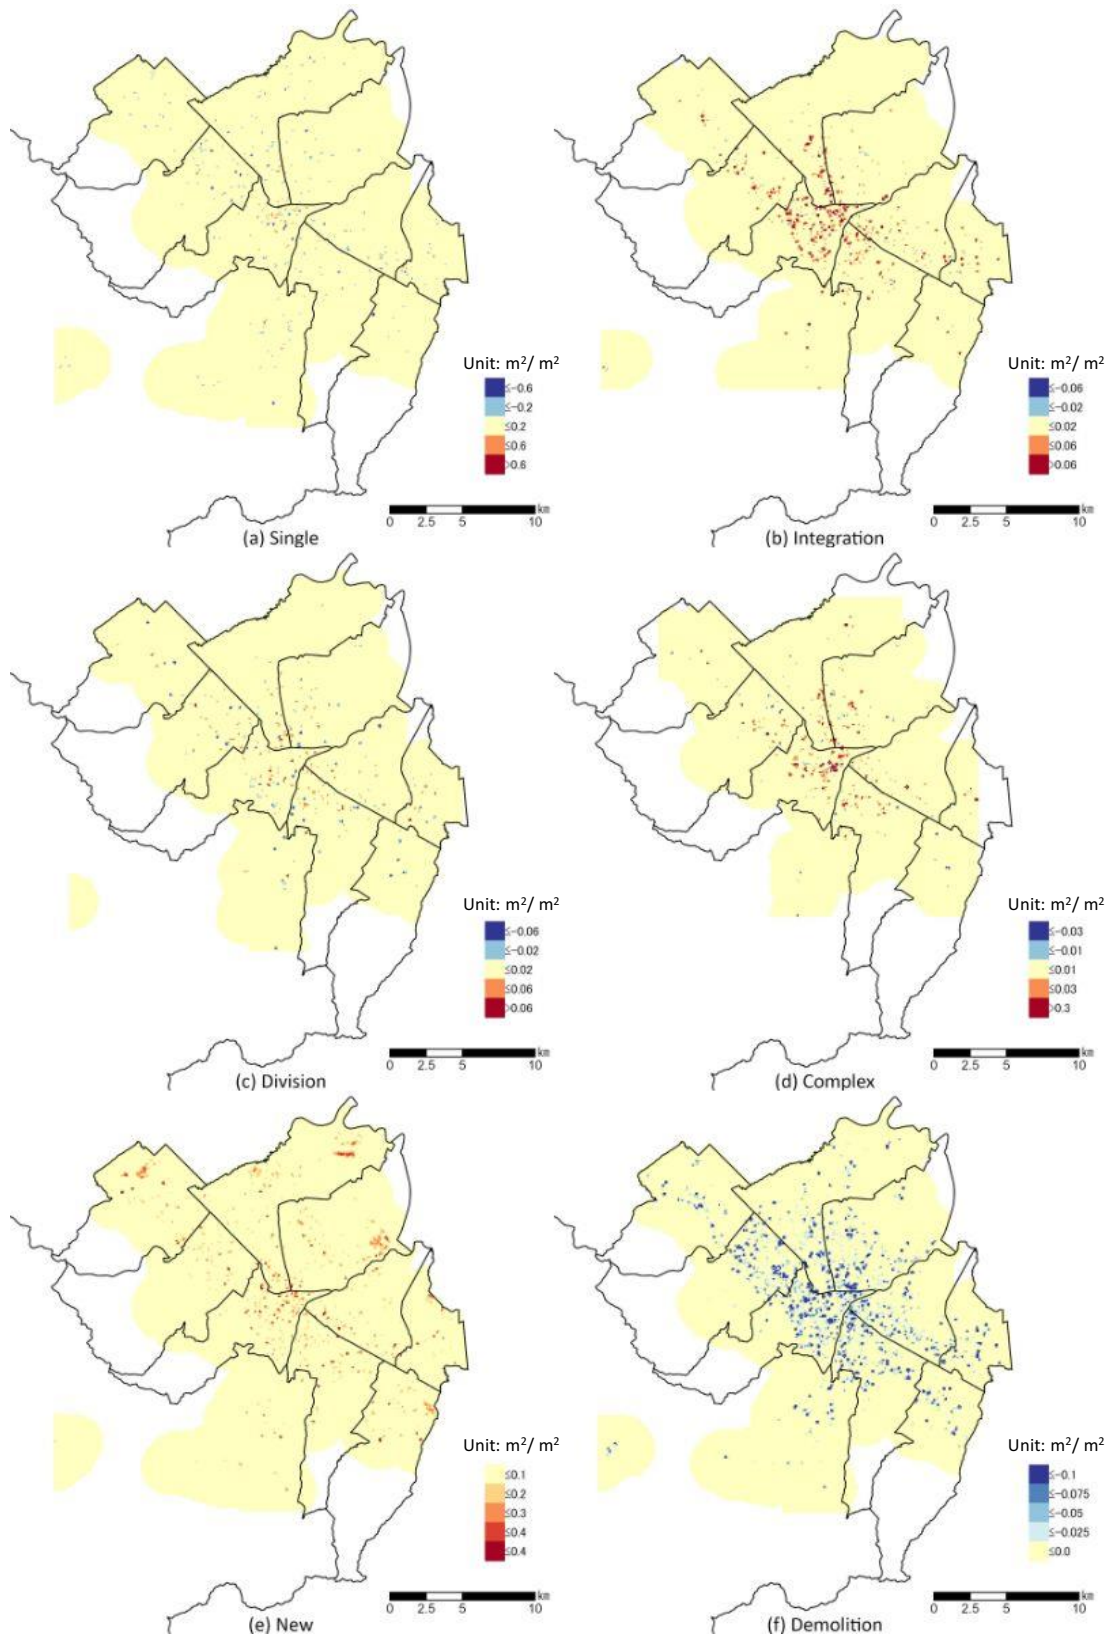 Unit: m²/ m²
≤-0.6
≤-0.2
≤0.2
≤0.6
>0.6
km
0 2.5 5 10
(a) Single
Unit: m²/ m²
≤-0.06
≤-0.02
≤0.02
≤0.06
>0.06
km
0 2.5 5 10
(b) Integration
Unit: m²/ m²
≤-0.06
≤-0.02
≤0.02
≤0.06
>0.06
km
0 2.5 5 10
(c) Division
Unit: m²/ m²
≤-0.03
≤-0.01
≤0.01
≤0.03
>0.3
km
0 2.5 5 10
(d) Complex
Unit: m²/ m²
≤0.1
≤0.2
≤0.3
≤0.4
≤0.4
km
0 2.5 5 10
(e) New
Unit: m²/ m²
≤-0.1
≤-0.075
≤-0.05
≤-0.025
≤0.0
km
0 2.5 5 10
(f) Demolition